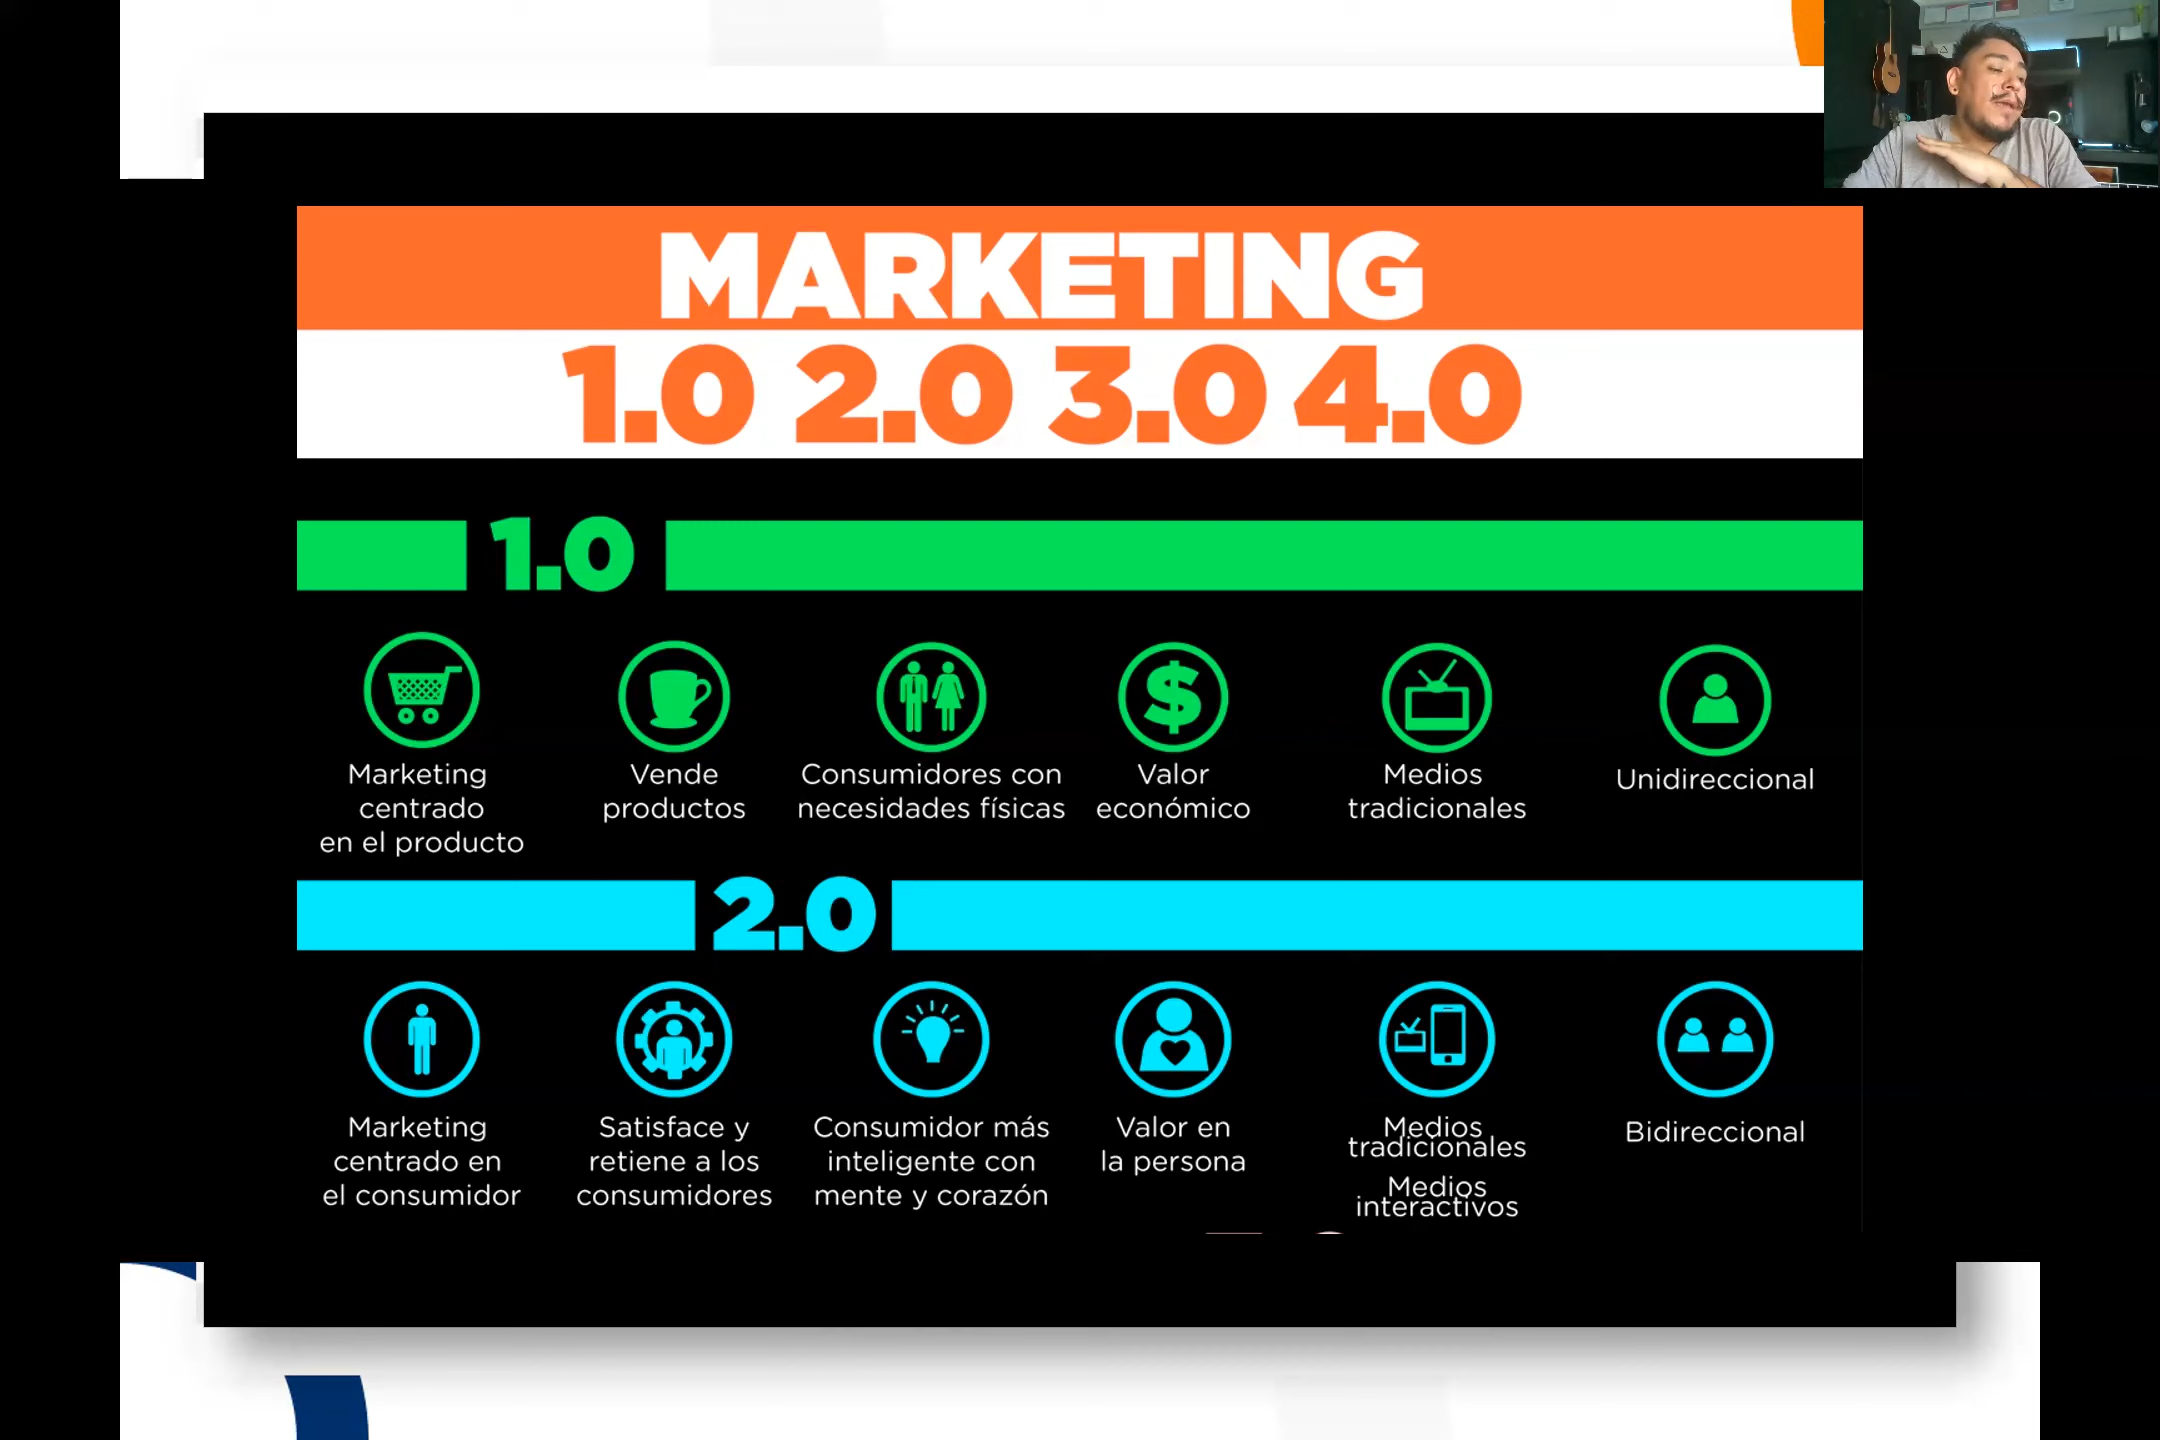 MARKETING
1.0 2.0 3.0 4.0
1.0
Marketing
centrado
en el producto
Vende
productos
Consumidores con
necesidades físicas
Valor
económico
Medios
tradicionales
Unidireccional
2.0
Marketing
centrado en
el consumidor
Satisface y
retiene a los
consumidores
Consumidor más
inteligente con
mente y corazón
Valor en
la persona
Medios
tradicionales
Medios
interactivos
Bidireccional